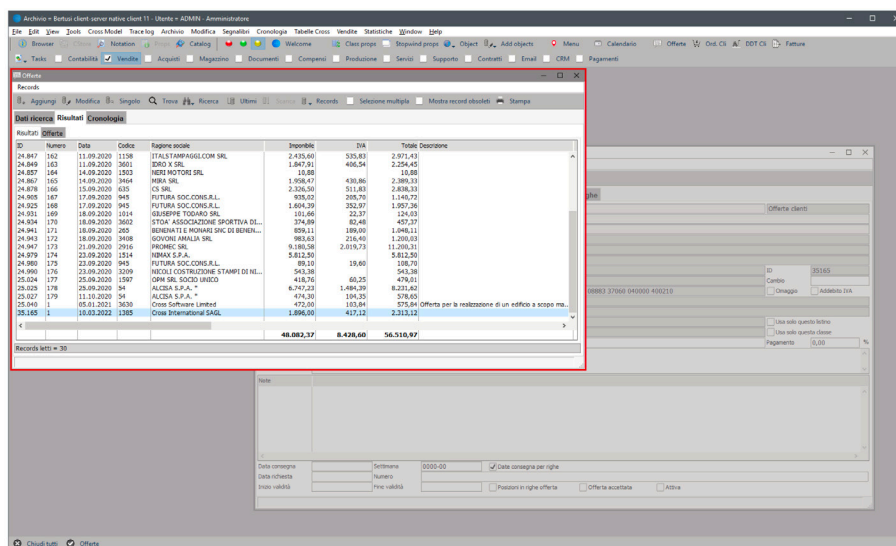 Archivio = Bertusi client-server native client 11 - Utente = ADMIN - Amministratore
File Edit View Tools Cross Model Trace log Archivio Modifica Segnalibri Cronologia Tabelle Cross Vendite Statistiche Window Help
Browser Notation Catalog Welcome Class props Stopwind props Object Add objects Menu Calendario Offerte Ord. Cli DDT Cli Fatture
Tasks Contabilità Vendite Acquisti Magazzino Documenti Compensi Produzione Servizi Supporto Contratti Email CRM Pagamenti
Offerte
Records
Aggiungi Modifica Singolo Trova Ricerca Ultimi Records Selezione multipla Mostra record obsoleti Stampa
Dati ricerca Risultati Cronologia
Risultati Offerte
ID Numero Data Codice Ragione sociale Imponibile IVA Totale Descrizione
24.847 162 11.09.2020 1158 ITALSTAMPAGGI.COM SRL 2.435,60 535,83 2.971,43
24.849 163 11.09.2020 3601 IDRO X SRL 1.847,91 406,54 2.254,45
24.857 164 14.09.2020 1503 NERI MOTORI SRL 10,88 10,88
24.867 165 14.09.2020 3464 MIRA SRL 1.958,47 430,86 2.389,33
24.878 166 15.09.2020 635 CS SRL 2.326,50 511,83 2.838,33
24.905 167 17.09.2020 945 FUTURA SOC.CONS.R.L. 935,02 205,70 1.140,72
24.925 168 17.09.2020 945 FUTURA SOC.CONS.R.L. 1.604,39 352,97 1.957,36
24.931 169 18.09.2020 1014 GIUSEPPE TODARO SRL 101,66 22,37 124,03
24.934 170 18.09.2020 3602 STOA' ASSOCIAZIONE SPORTIVA DI... 374,89 82,48 457,37
24.941 171 18.09.2020 265 BENENATI E MONARI SNC DI BENEN... 859,11 189,00 1.048,11
24.943 172 18.09.2020 3408 GOVONI AMALIA SRL 983,63 216,40 1.200,03
24.947 173 21.09.2020 2916 PROMEC SRL 9.180,58 2.019,73 11.200,31
24.979 174 23.09.2020 1514 NIMAX S.P.A. 5.812,50 5.812,50
24.980 175 23.09.2020 945 FUTURA SOC.CONS.R.L. 89,10 19,60 108,70
24.990 176 23.09.2020 3209 NICOLI COSTRUZIONE STAMPI DI NI... 543,38 543,38
25.024 177 25.09.2020 1597 OPM SRL SOCIO UNICO 418,76 60,25 479,01
25.025 178 25.09.2020 54 ALCISA S.P.A. * 6.747,23 1.484,39 8.231,62
25.027 179 11.10.2020 54 ALCISA S.P.A. * 474,30 104,35 578,65
25.040 1 05.01.2021 3630 Cross Software Limited 472,00 103,84 575,84 Offerta per la realizzazione di un edificio a scopo ma...
35.165 1 10.03.2022 1385 Cross International SAGL 1.896,00 417,12 2.313,12
48.082,37 8.428,60 56.510,97
Records letti = 30
ghe
Offerte clienti
ID 35165
Cambio
08883 37060 040000 400210 Omaggio Addebito IVA
Usa solo questo listino
Usa solo questa classe
Pagamento 0,00 %
Note
Data consegna Settimana 0000-00 Data consegna per righe
Data richiesta Numero
Inizio validità Fine validità Posizioni in righe offerta Offerta accettata Attiva
Chiudi tutti Offerte